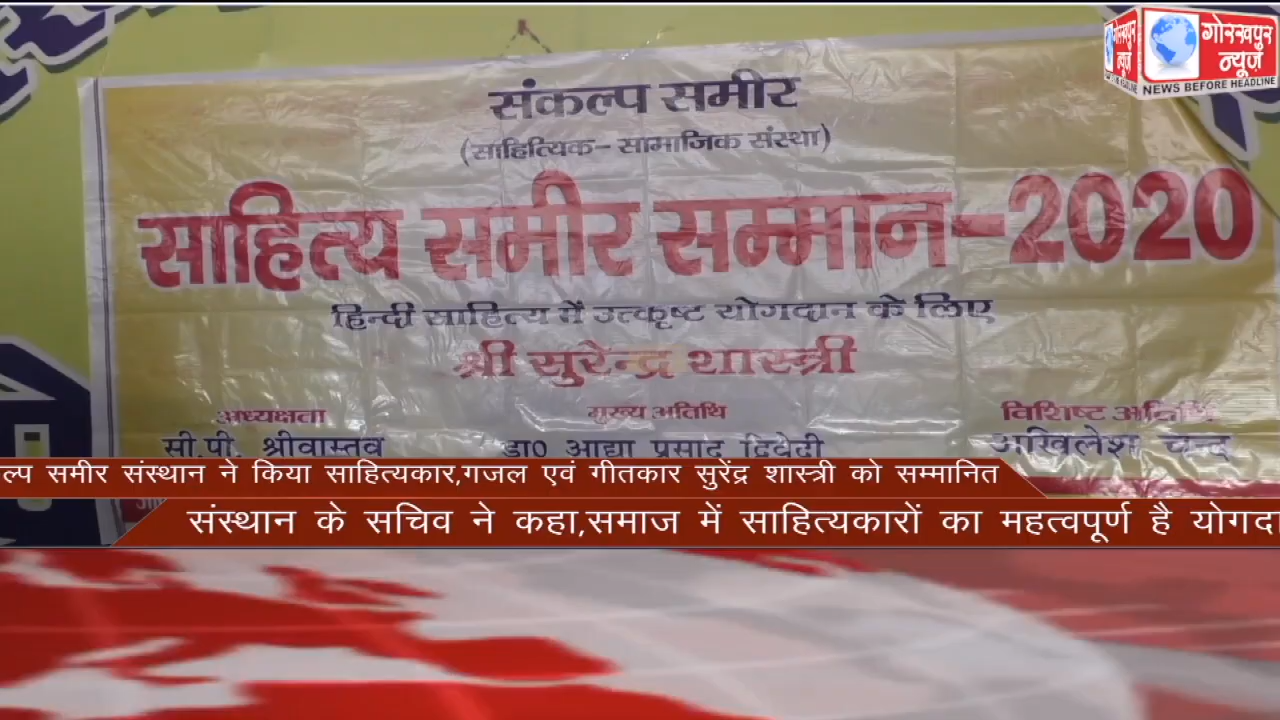 गोरखपुर
न्यूज़
NEWS BEFORE HEADLINE
संकल्प समीर
(साहित्यिक- सामाजिक संस्था)
साहित्य समीर सम्मान-2020
हिन्दी साहित्य में उत्कृष्ट योगदान के लिए
श्री सुरेन्द्र शास्त्री
अध्यक्षता मुख्य अतिथि विशिष्ट अतिथि
सी.पी. श्रीवास्तव डा0 आद्या प्रसाद द्विवेदी अखिलेश चन्द
ल्प समीर संस्थान ने किया साहित्यकार,गजल एवं गीतकार सुरेंद्र शास्त्री को सम्मानित
संस्थान के सचिव ने कहा,समाज में साहित्यकारों का महत्वपूर्ण है योगदा